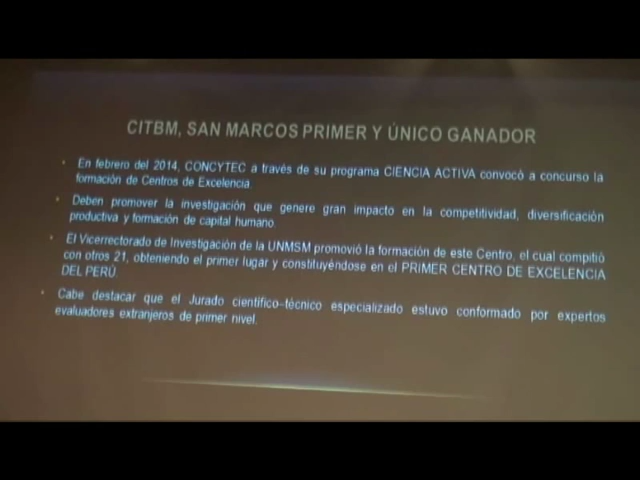 CITBM, SAN MARCOS PRIMER Y ÚNICO GANADOR
• En febrero del 2014, CONCYTEC a través de su programa CIENCIA ACTIVA convocó a concurso la
formación de Centros de Excelencia.
• Deben promover la investigación que genere gran impacto en la competitividad, diversificación
productiva y formación de capital humano.
• El Vicerrectorado de Investigación de la UNMSM promovió la formación de este Centro, el cual compitió
con otros 21, obteniendo el primer lugar y constituyéndose en el PRIMER CENTRO DE EXCELENCIA
DEL PERÚ.
• Cabe destacar que el Jurado científico-técnico especializado estuvo conformado por expertos
evaluadores extranjeros de primer nivel.